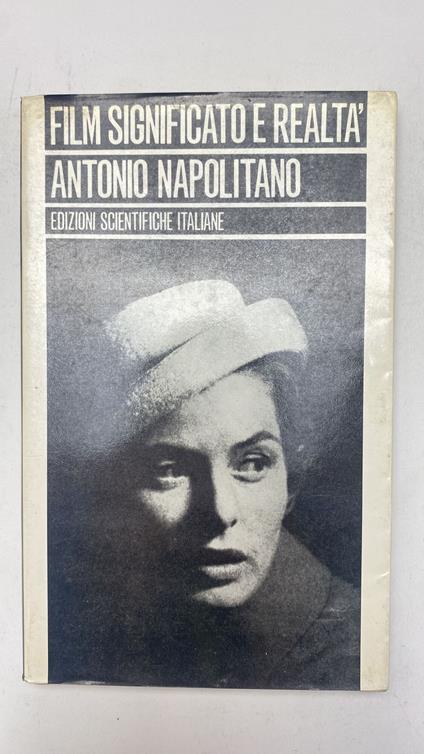 FILM SIGNIFICATO E REALTA'
ANTONIO NAPOLITANO
EDIZIONI SCIENTIFICHE ITALIANE